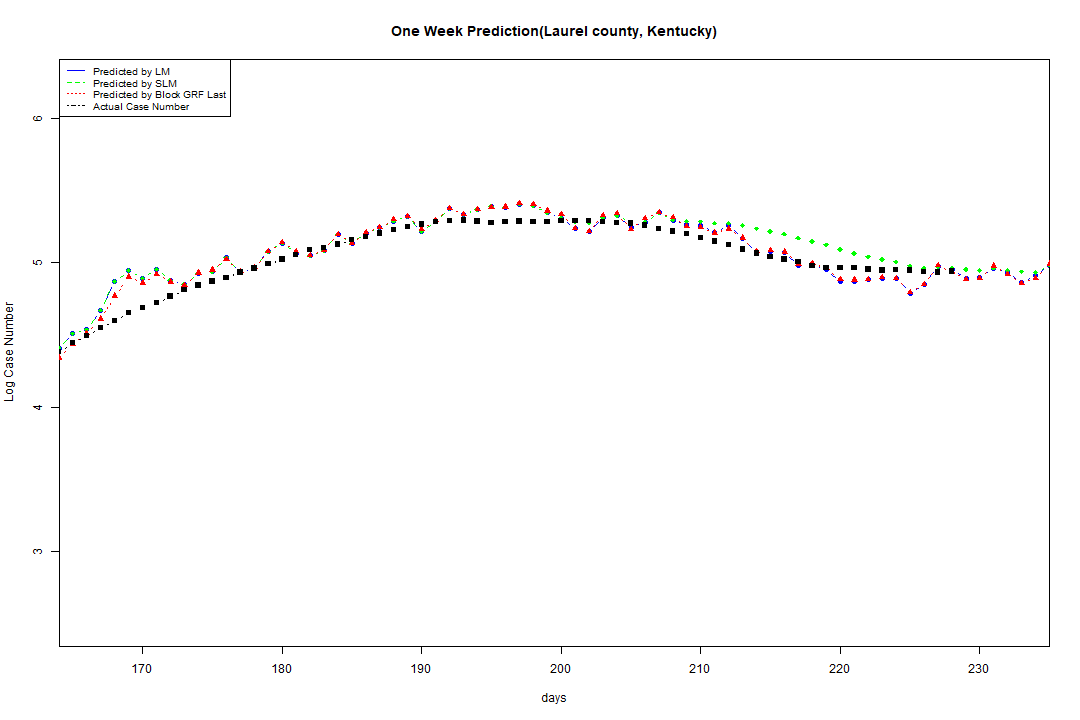 One Week Prediction(Laurel county, Kentucky)
Predicted by LM
Predicted by SLM
Predicted by Block GRF Last
Actual Case Number
6
5
4
3
Log Case Number
170 180 190 200 210 220 230
days